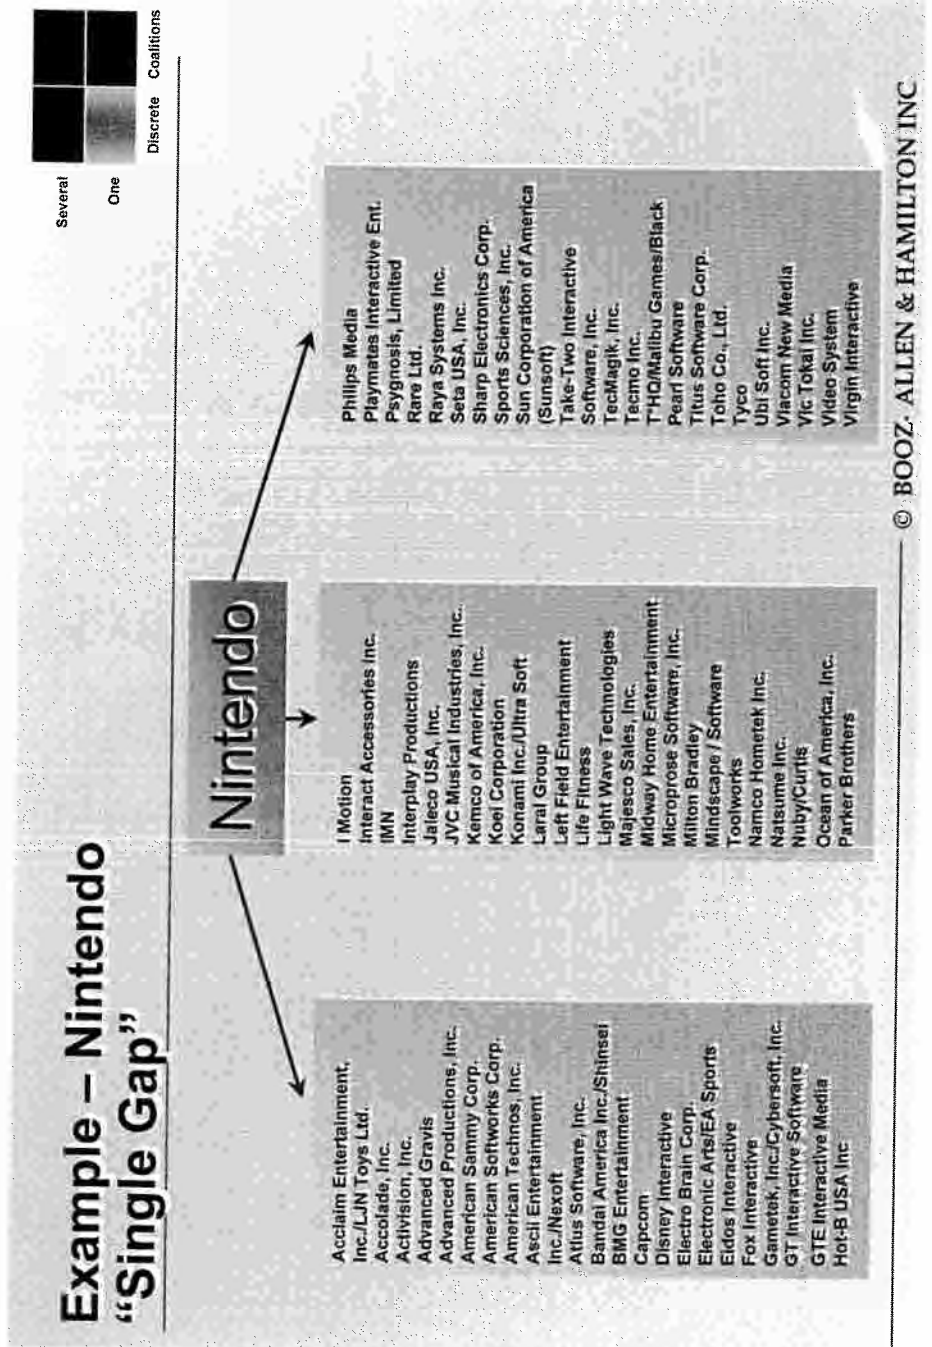 Example – Nintendo
“Single Gap”
Several
One
Discrete Coalitions
Nintendo
Acclaim Entertainment,
Inc./LJN Toys Ltd.
Accolade, Inc.
Activision, Inc.
Advanced Gravis
Advanced Productions, Inc.
American Sammy Corp.
American Softworks Corp.
American Technos, Inc.
Ascii Entertainment
Inc./Nexoft
Atlus Software, Inc.
Bandai America Inc./Shinsei
BMG Entertainment
Capcom
Disney Interactive
Electro Brain Corp.
Electronic Arts/EA Sports
Eidos Interactive
Fox Interactive
Gametek, Inc./Cybersoft, Inc.
GT Interactive Software
GTE Interactive Media
Hot-B USA Inc
I Motion
Interact Accessories Inc.
IMN
Interplay Productions
Jaleco USA, Inc.
JVC Musical Industries, Inc.
Kemco of America, Inc.
Koei Corporation
Konami Inc./Ultra Soft
Laral Group
Left Field Entertainment
Life Fitness
Light Wave Technologies
Majesco Sales, Inc.
Midway Home Entertainment
Microprose Software, Inc.
Milton Bradley
Mindscape / Software
Toolworks
Namco Hometek Inc.
Natsume Inc.
Nuby/Curtis
Ocean of America, Inc.
Parker Brothers
Philips Media
Playmates Interactive Ent.
Psygnosis, Limited
Rare Ltd.
Raya Systems Inc.
Seta USA, Inc.
Sharp Electronics Corp.
Sports Sciences, Inc.
Sun Corporation of America
(Sunsoft)
Take-Two Interactive
Software, Inc.
TecMagik, Inc.
Tecmo Inc.
T*HQ/Malibu Games/Black
Pearl Software
Titus Software Corp.
Toho Co., Ltd.
Tyco
Ubi Soft Inc.
Viacom New Media
Vic Tokai Inc.
Video System
Virgin Interactive
© BOOZ· ALLEN & HAMILTON INC